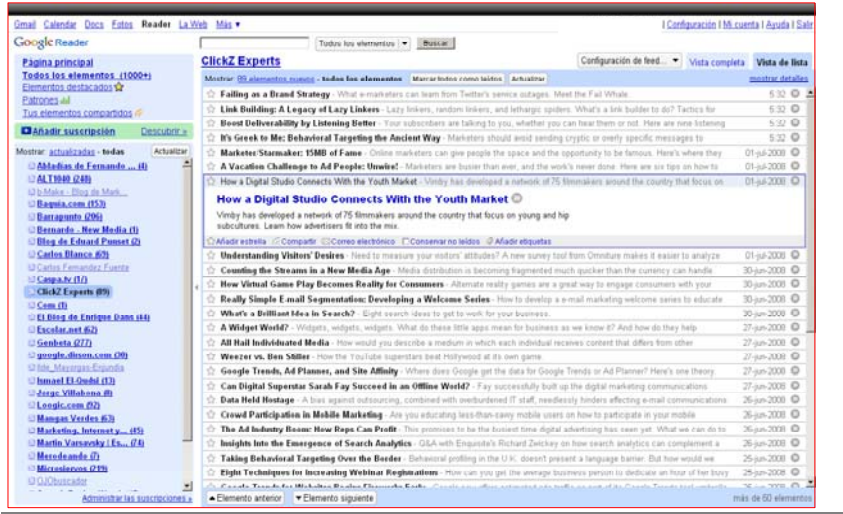 Gmail Calendar Docs Fotos Reader La Web Más ▾
Configuración | Mi cuenta | Ayuda | Salir
Google Reader
Todos los elementos
Buscar
Página principal
Todos los elementos (1000+)
Elementos destacados
Patrones
Tus elementos compartidos
Añadir suscripción Descubrir »
Mostrar: actualizadas - todas Actualizar
Abladias de Fernando ... (4)
ALT1040 (248)
b-Make - Blog de Mark...
Baquia.com (153)
Barrapunto (296)
Bernardo - New Media (1)
Blog de Eduard Punset (2)
Carlos Blanco (69)
Carlos Fernandez Fuente
Caspa.tv (1/)
ClickZ Experts (89)
Com (1)
El Blog de Enrique Dans (44)
Escolar.net (62)
Genbeta (277)
google.dirson.com (30)
Ismael El-Qudsi (13)
Jorge Villalobos (8)
Loogic.com (92)
Mangas Verdes (63)
Marketing, Internet y... (45)
Martin Varsavsky | Es... (74)
Meredeando (7)
Microsiervos (219)
OJObuscador
Administrar las suscripciones »
ClickZ Experts
Configuración de feed... Vista completa Vista de lista
Mostrar: 89 elementos nuevos - todos los elementos Marcar todos como leídos Actualizar mostrar detalles
Failing as a Brand Strategy - What e-marketers can learn from Twitter's service outages. Meet the Fail Whale. 5:32
Link Building: A Legacy of Lazy Linkers - Lazy linkers, random linkers, and lethargic spiders. What's a link builder to do? Tactics for 5:32
Boost Deliverability by Listening Better - Your subscribers are talking to you, whether you can hear them or not. Here are nine listening 5:32
It's Greek to Me: Behavioral Targeting the Ancient Way - Marketers should avoid sending cryptic or overly specific messages to 5:32
Marketer/Starmaker: 15MB of Fame - Online marketers can give people the space and the opportunity to be famous. Here's where they 01-jul-2008
A Vacation Challenge to Ad People: Unwire! - Marketers are busier than ever, and the work's never done. Here are six tips on how to 01-jul-2008
How a Digital Studio Connects With the Youth Market - Vimby has developed a network of 75 filmmakers around the country that focus on 01-jul-2008
How a Digital Studio Connects With the Youth Market
Vimby has developed a network of 75 filmmakers around the country that focus on young and hip
subcultures. Learn how advertisers fit into the mix.
Añadir estrella Compartir Correo electrónico Conservar no leídos Añadir etiquetas
Understanding Visitors' Desires - Need to measure your visitors' attitudes? A new survey tool from Omniture makes it easier to analyze 01-jul-2008
Counting the Streams in a New Media Age - Media distribution is becoming fragmented much quicker than the currency can handle. 30-jun-2008
How Virtual Game Play Becomes Reality for Consumers - Alternate reality games are a great way to engage consumers with your 30-jun-2008
Really Simple E-mail Segmentation: Developing a Welcome Series - How to develop a e-mail marketing welcome series to educate 30-jun-2008
What's a Brilliant Idea in Search? - Eight search ideas to get to work for your business. 30-jun-2008
A Widget World? - Widgets, widgets, widgets. What do these little apps mean for business as we know it? And how do they help 27-jun-2008
All Hail Individuated Media - How would you describe a medium in which each individual receives content that differs from other 27-jun-2008
Weezer vs. Ben Stiller - How the YouTube superstars beat Hollywood at its own game. 27-jun-2008
Google Trends, Ad Planner, and Site Affinity - Where does Google get the data for Google Trends or Ad Planner? Here's one theory. 27-jun-2008
Can Digital Superstar Sarah Fay Succeed in an Offline World? - Fay successfully built up the digital marketing communications 27-jun-2008
Data Held Hostage - A bias against outsourcing, combined with overburdened IT staff, needlessly hinders affecting e-mail communications 27-jun-2008
Crowd Participation in Mobile Marketing - Are you educating less-than-savvy mobile users on how to participate in your mobile 26-jun-2008
The Ad Industry Boom: How Reps Can Profit - This promises to be the busiest time digital advertising has seen yet. What we can do to 26-jun-2008
Insights Into the Emergence of Search Analytics - Q&A with Enquisite's Richard Zwickey on how search analytics can complement a 26-jun-2008
Taking Behavioral Targeting Over the Border - Behavioral profiling in the U.K. doesn't present a language barrier. But how would we 25-jun-2008
Eight Techniques for Increasing Webinar Registrations - How can you get the average business person to dedicate an hour of her busy 25-jun-2008
Elemento anterior Elemento siguiente más de 60 elementos